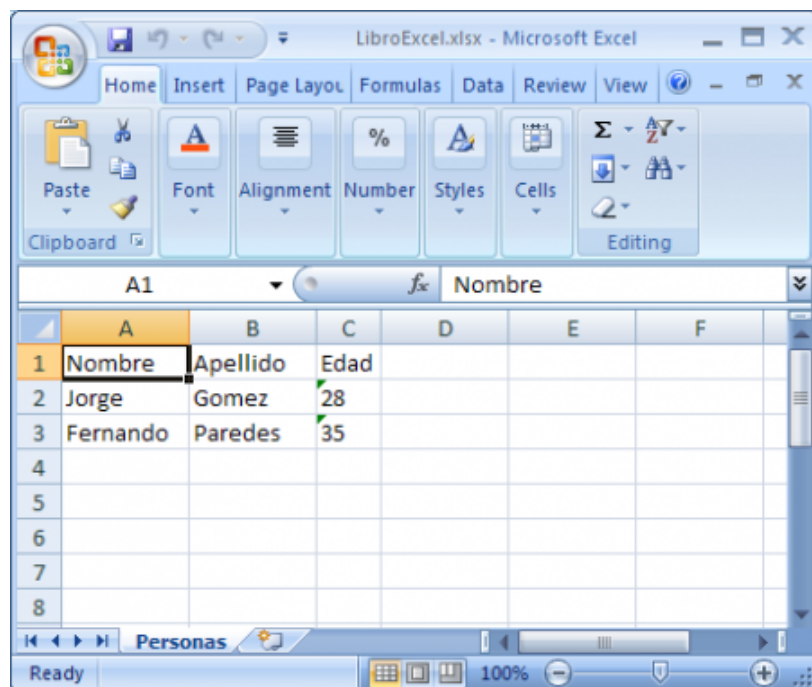 LibroExcel.xlsx - Microsoft Excel
Home Insert Page Layou Formulas Data Review View
Paste Font Alignment Number Styles Cells
Clipboard Editing
A1 fx Nombre
A B C D E F
1 Nombre Apellido Edad
2 Jorge Gomez 28
3 Fernando Paredes 35
4
5
6
7
8
Personas
Ready 100%